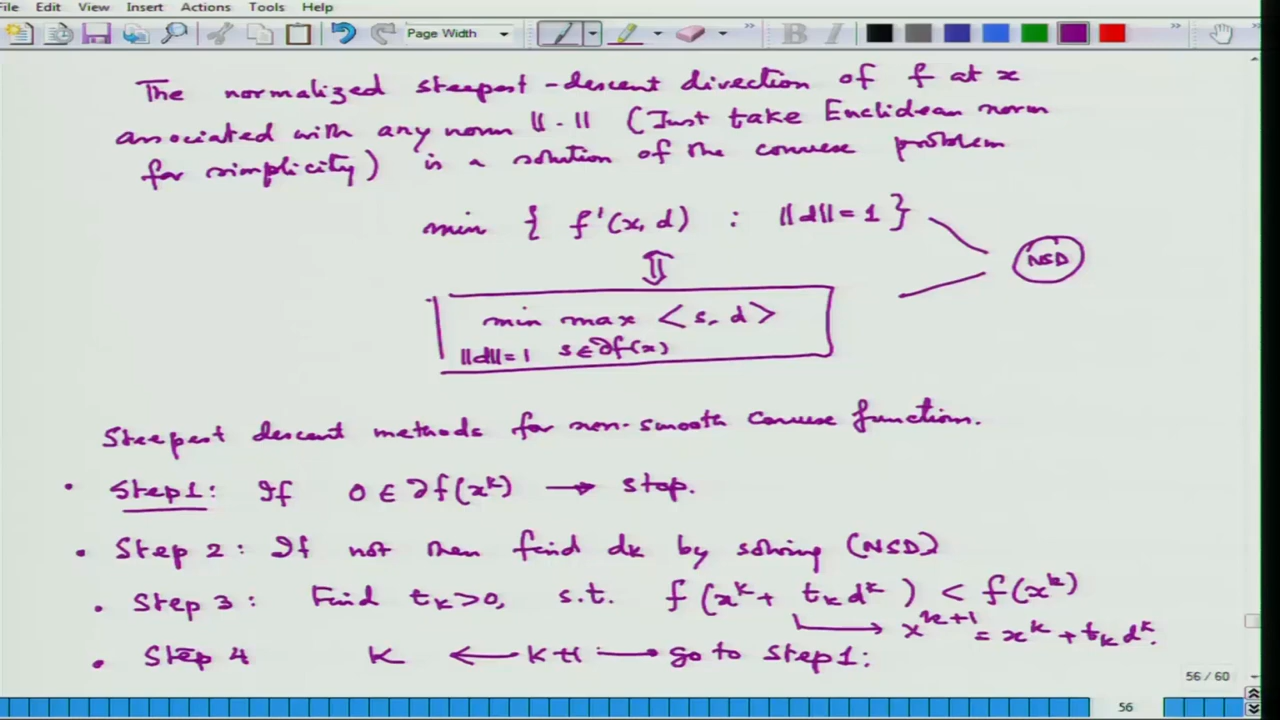 File Edit View Insert Actions Tools Help
Page Width
The normalized steepest-descent direction of f at x
associated with any norm ||.|| (Just take Euclidean norm
for simplicity) is a solution of the convex problem
min { f'(x, d) : ||d|| = 1 }
⇕
NSD
min max <s, d>
||d||=1 s∈∂f(x)
Steepest descent methods for non-smooth convex function.
• Step 1: If 0 ∈ ∂f(x^k) → stop.
• Step 2: If not then find dk by solving (NSD)
• Step 3: Find t_k>0, s.t. f(x^k + t_k d^k) < f(x^k)
→ x^{k+1} = x^k + t_k d^k.
• Step 4 K ← K+1 → go to step 1:
56 / 60
56